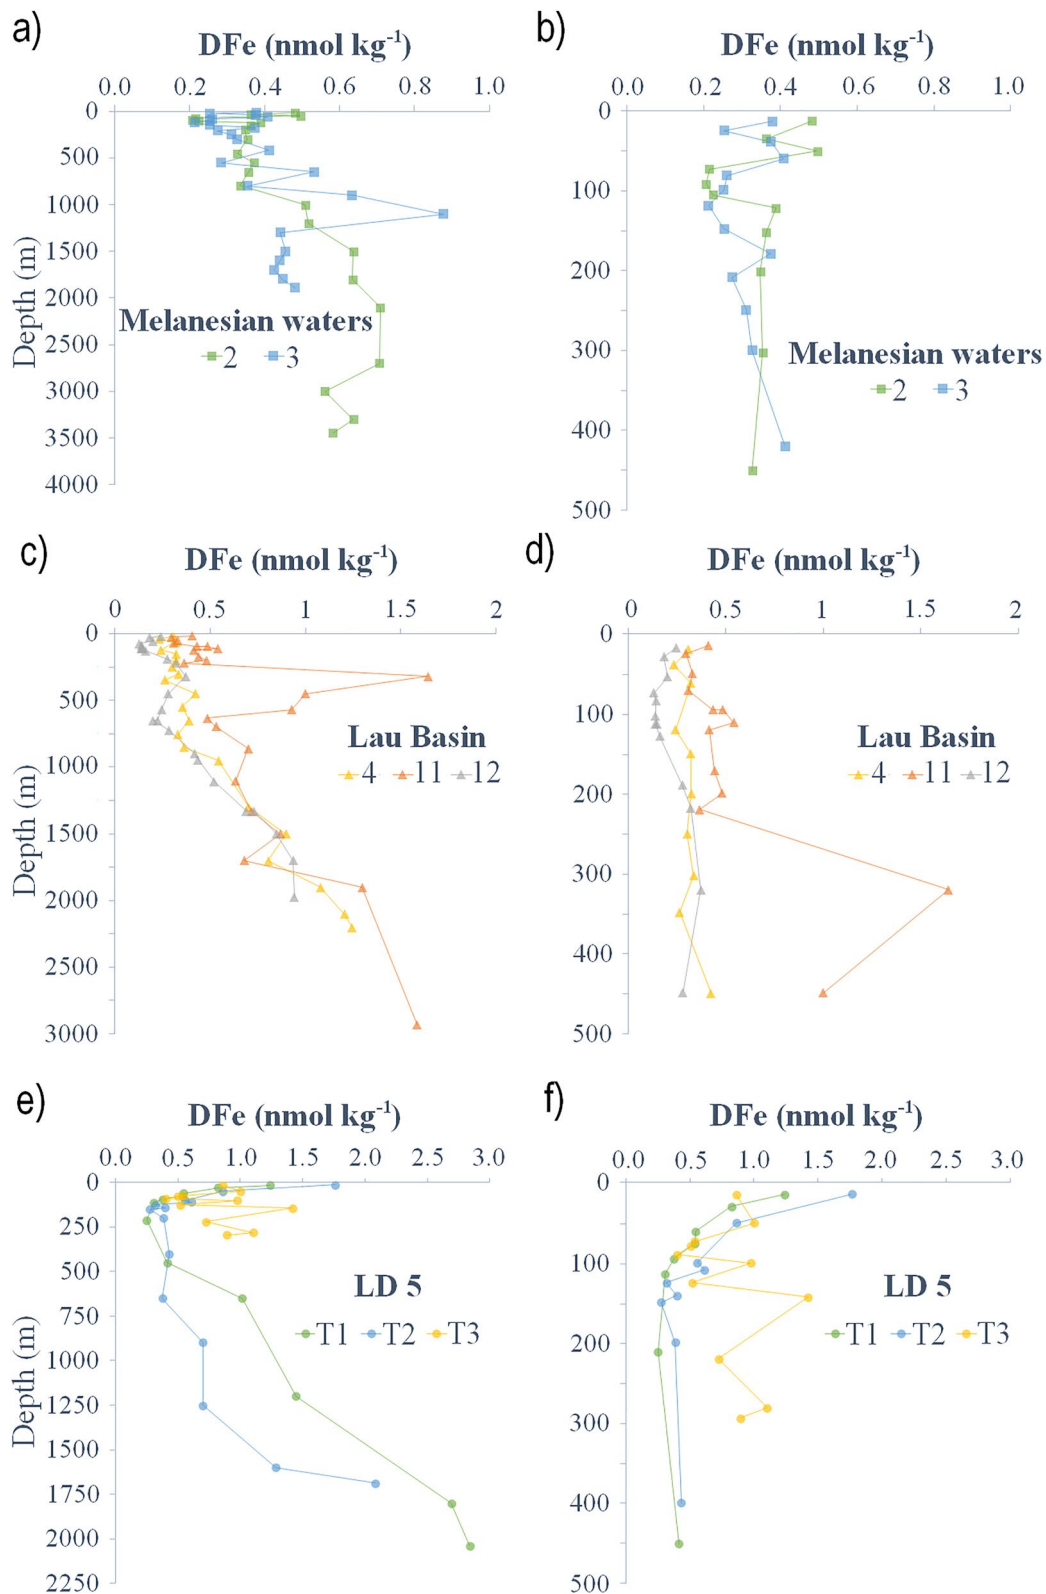 a)
DFe (nmol kg⁻¹)
0.0 0.2 0.4 0.6 0.8 1.0
0
500
1000
1500
2000
2500
3000
3500
4000
Depth (m)
Melanesian waters
2 3
b)
DFe (nmol kg⁻¹)
0.0 0.2 0.4 0.6 0.8 1.0
0
100
200
300
400
500
Melanesian waters
2 3
c)
DFe (nmol kg⁻¹)
0 0.5 1 1.5 2
0
500
1000
1500
2000
2500
3000
Depth (m)
Lau Basin
4 11 12
d)
DFe (nmol kg⁻¹)
0 0.5 1 1.5 2
0
100
200
300
400
500
Lau Basin
4 11 12
e)
DFe (nmol kg⁻¹)
0.0 0.5 1.0 1.5 2.0 2.5 3.0
0
250
500
750
1000
1250
1500
1750
2000
2250
Depth (m)
LD 5
T1 T2 T3
f)
DFe (nmol kg⁻¹)
0.0 0.5 1.0 1.5 2.0 2.5 3.0
0
100
200
300
400
500
LD 5
T1 T2 T3